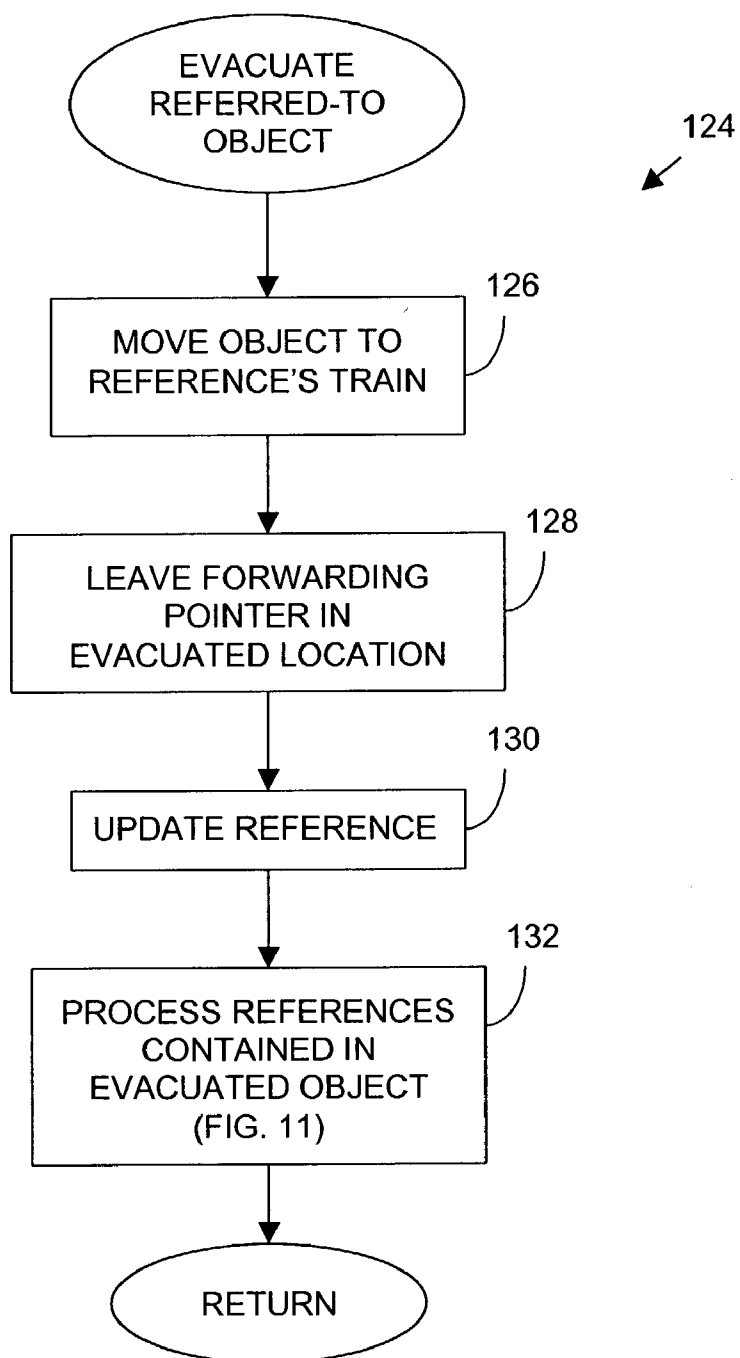 EVACUATE
REFERRED-TO
OBJECT
124
126
MOVE OBJECT TO
REFERENCE'S TRAIN
128
LEAVE FORWARDING
POINTER IN
EVACUATED LOCATION
130
UPDATE REFERENCE
132
PROCESS REFERENCES
CONTAINED IN
EVACUATED OBJECT
(FIG. 11)
RETURN